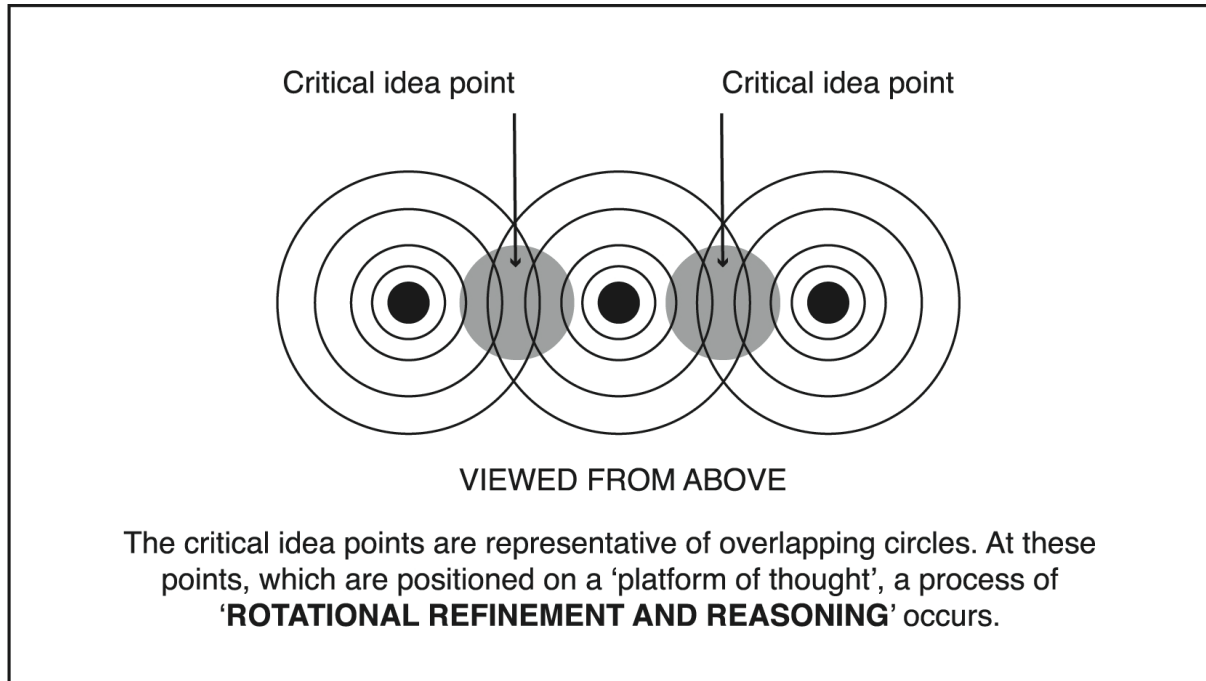 Critical idea point
Critical idea point
VIEWED FROM ABOVE
The critical idea points are representative of overlapping circles. At these
points, which are positioned on a ‘platform of thought’, a process of
‘ROTATIONAL REFINEMENT AND REASONING’ occurs.